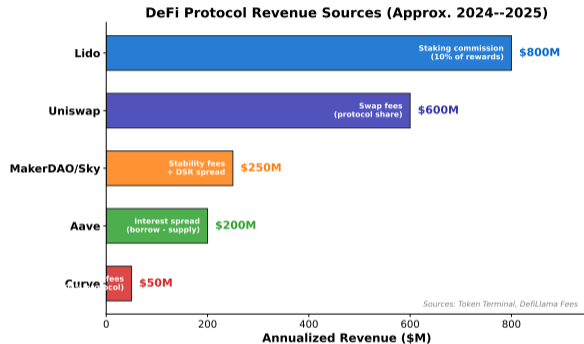 DeFi Protocol Revenue Sources (Approx. 2024--2025)
Lido
Staking commission
(10% of rewards)
$800M
Uniswap
Swap fees
(protocol share)
$600M
MakerDAO/Sky
Stability fees
+ DSR spread
$250M
Aave
Interest spread
(borrow - supply)
$200M
Curve
fees
$50M
Sources: Token Terminal, DefiLlama Fees
0 200 400 600 800
Annualized Revenue ($M)